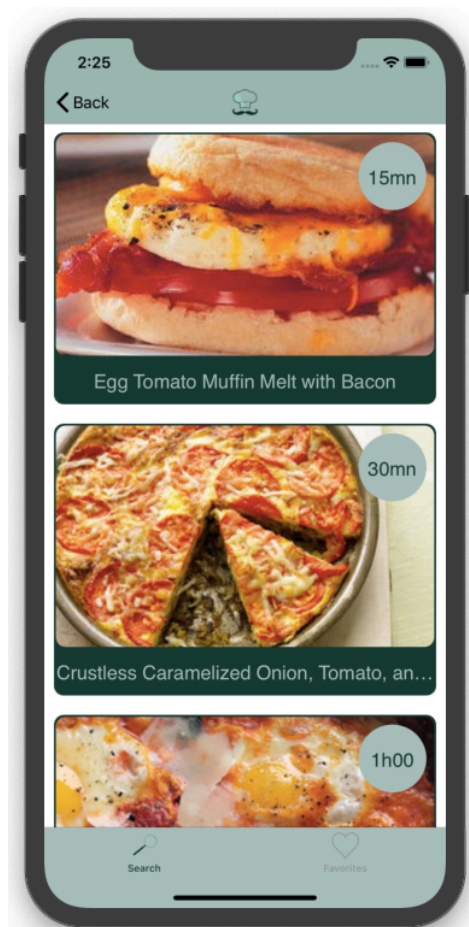 2:25
Back
15mn
Egg Tomato Muffin Melt with Bacon
30mn
Crustless Caramelized Onion, Tomato, an...
1h00
Search
Favorites